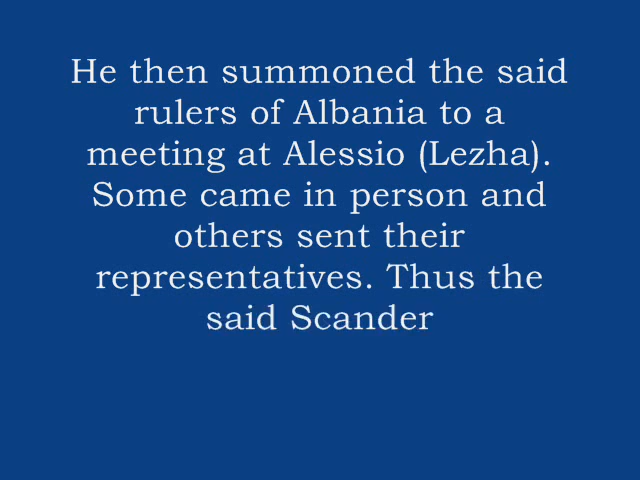 He then summoned the said
rulers of Albania to a
meeting at Alessio (Lezha).
Some came in person and
others sent their
representatives. Thus the
said Scander